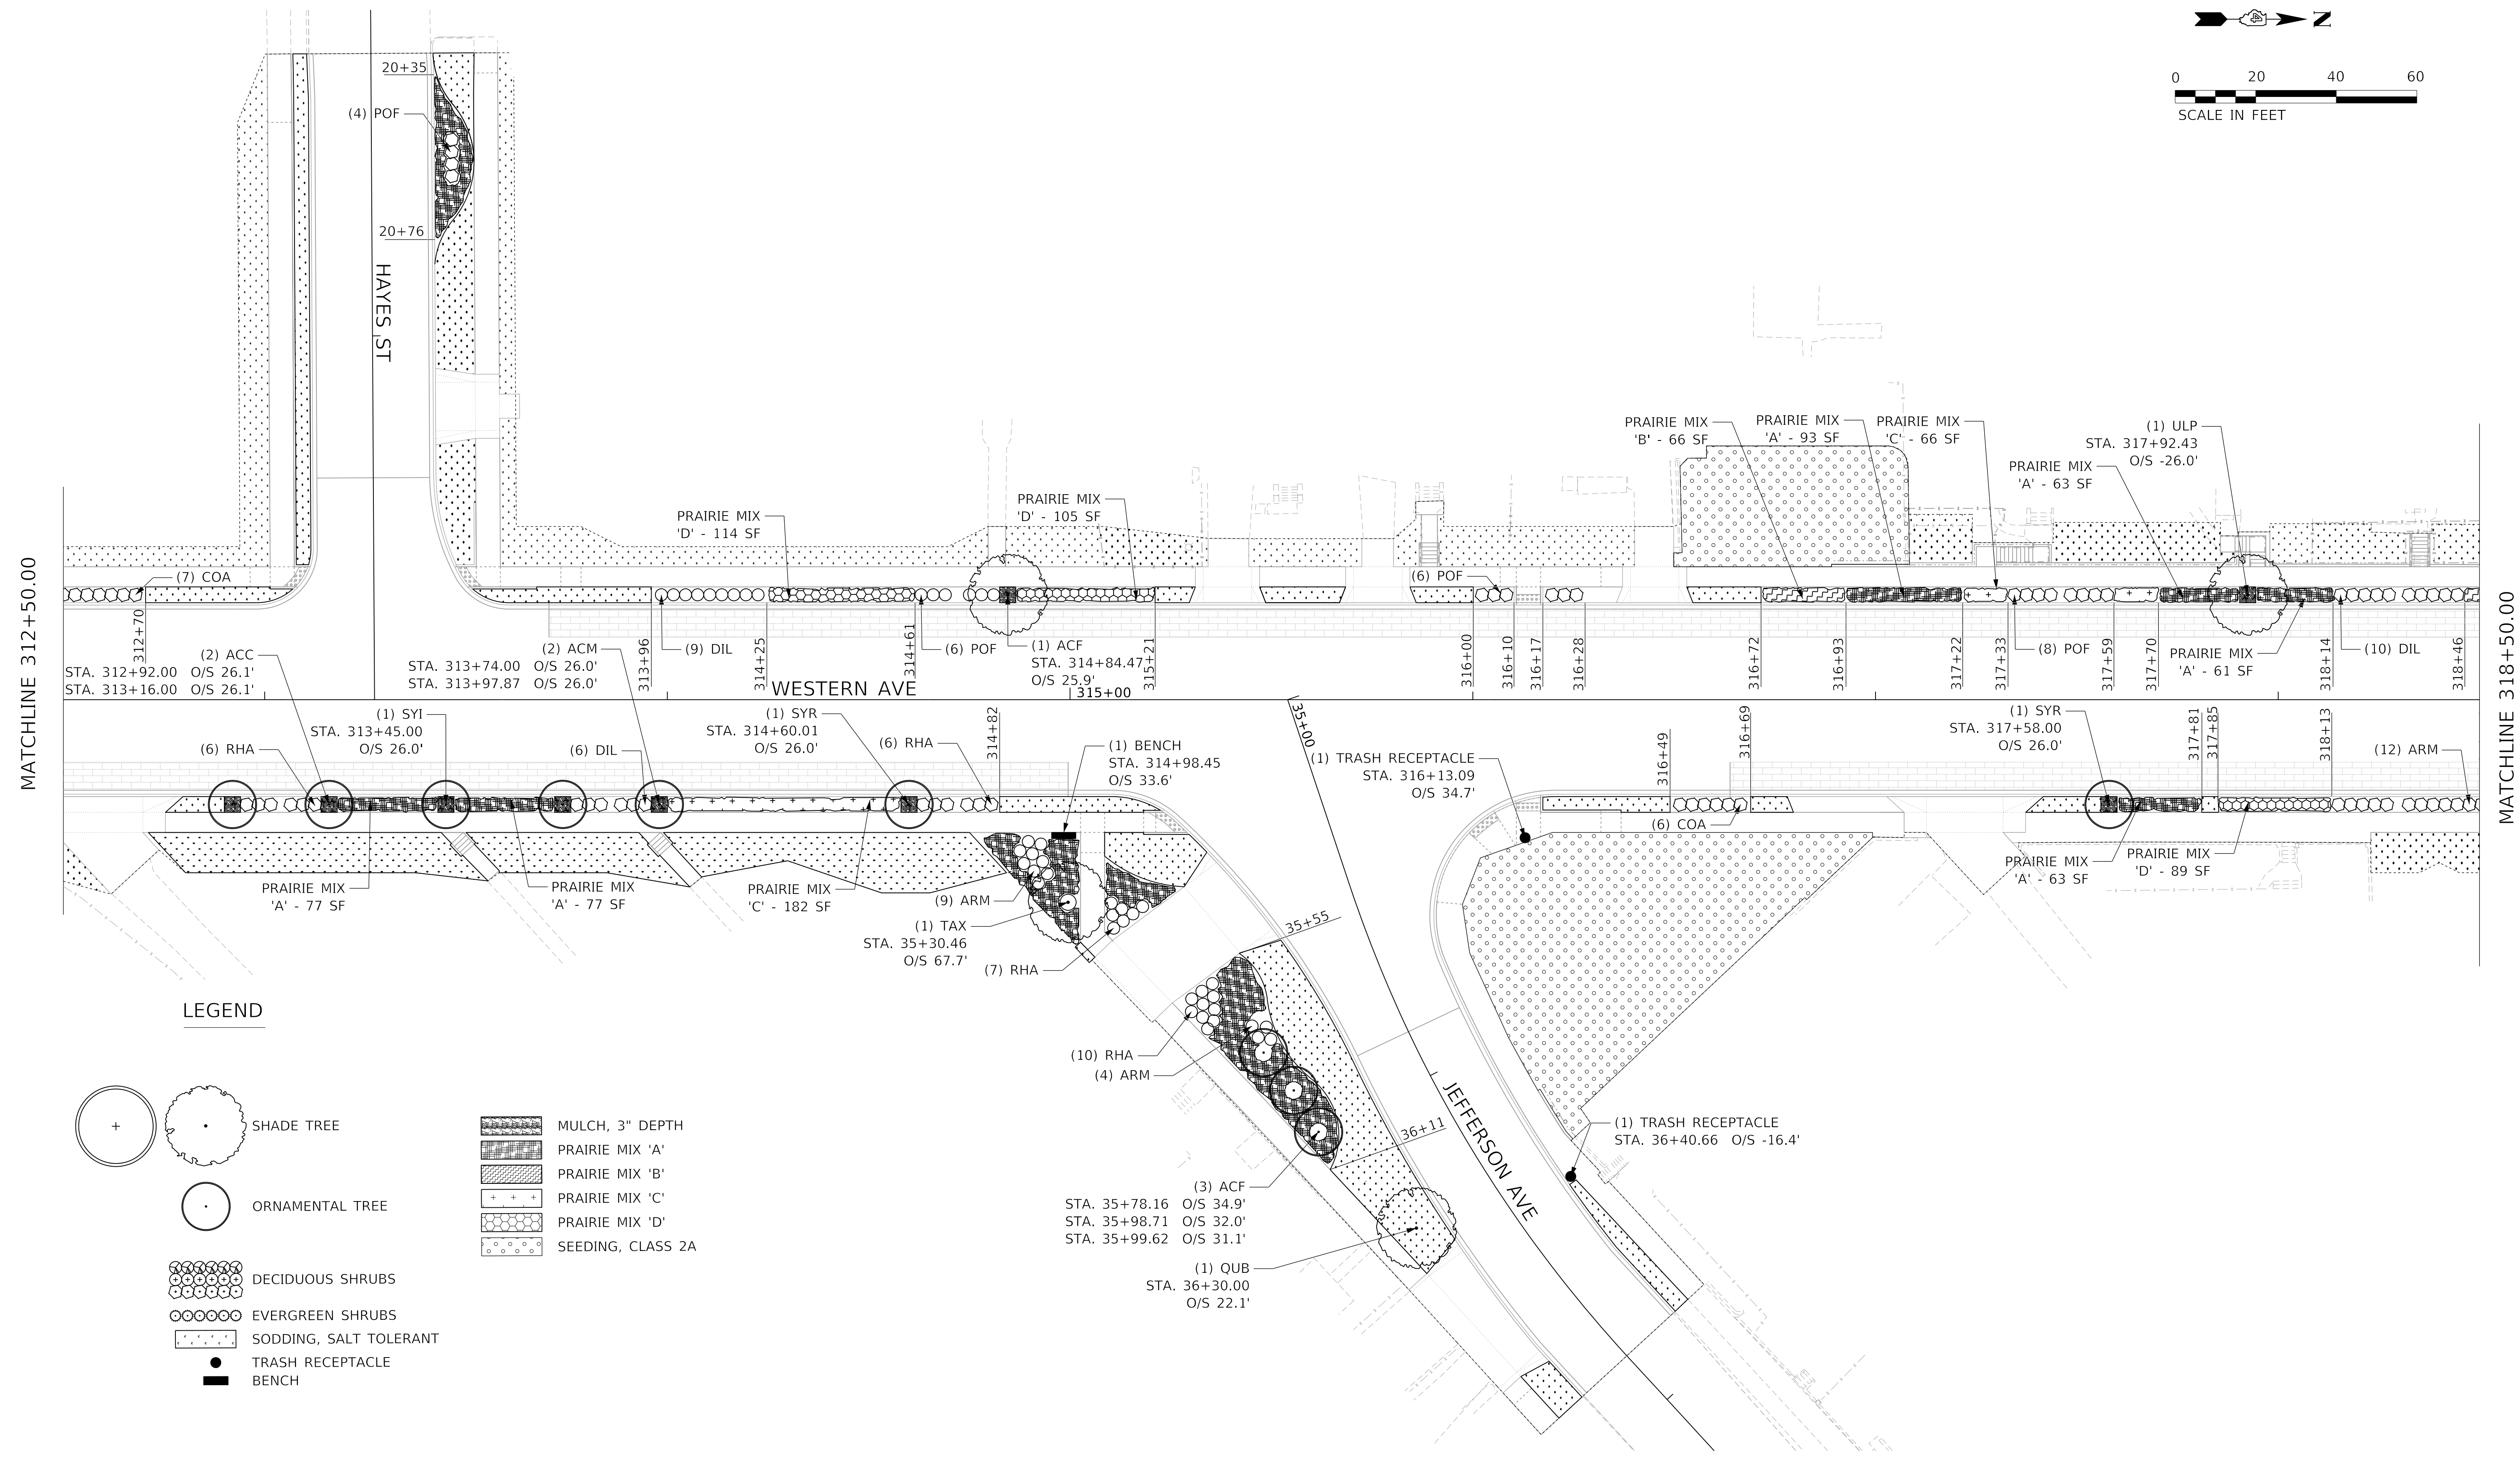 N
0 20 40 60
SCALE IN FEET
20+35
(4) POF
20+76
HAYES ST
MATCHLINE 312+50.00
MATCHLINE 318+50.00
PRAIRIE MIX
'B' - 66 SF
PRAIRIE MIX
'A' - 93 SF
PRAIRIE MIX
'C' - 66 SF
(1) ULP
STA. 317+92.43
O/S -26.0'
PRAIRIE MIX
'A' - 63 SF
PRAIRIE MIX
'D' - 114 SF
PRAIRIE MIX
'D' - 105 SF
(7) COA
(6) POF
312+70
(2) ACC
STA. 312+92.00 O/S 26.1'
STA. 313+16.00 O/S 26.1'
(2) ACM
STA. 313+74.00 O/S 26.0'
STA. 313+97.87 O/S 26.0'
313+96
(9) DIL
314+25
314+61
(6) POF
(1) ACF
STA. 314+84.47
O/S 25.9'
315+21
316+00
316+10
316+17
316+28
316+72
316+93
317+22
317+33
(8) POF
317+59
317+70
PRAIRIE MIX
'A' - 61 SF
318+14
(10) DIL
318+46
WESTERN AVE
315+00
(1) SYI
STA. 313+45.00
O/S 26.0'
(6) RHA
(6) DIL
(1) SYR
STA. 314+60.01
O/S 26.0'
(6) RHA
314+82
(1) BENCH
STA. 314+98.45
O/S 33.6'
35+00
(1) TRASH RECEPTACLE
STA. 316+13.09
O/S 34.7'
316+49
316+69
(6) COA
(1) SYR
STA. 317+58.00
O/S 26.0'
317+81
317+85
318+13
(12) ARM
PRAIRIE MIX
'A' - 63 SF
PRAIRIE MIX
'D' - 89 SF
PRAIRIE MIX
'A' - 77 SF
PRAIRIE MIX
'A' - 77 SF
PRAIRIE MIX
'C' - 182 SF
(9) ARM
(1) TAX
STA. 35+30.46
O/S 67.7'
(7) RHA
35+55
(10) RHA
(4) ARM
36+11
JEFFERSON AVE
(1) TRASH RECEPTACLE
STA. 36+40.66 O/S -16.4'
(3) ACF
STA. 35+78.16 O/S 34.9'
STA. 35+98.71 O/S 32.0'
STA. 35+99.62 O/S 31.1'
(1) QUB
STA. 36+30.00
O/S 22.1'
LEGEND
SHADE TREE
ORNAMENTAL TREE
DECIDUOUS SHRUBS
EVERGREEN SHRUBS
SODDING, SALT TOLERANT
TRASH RECEPTACLE
BENCH
MULCH, 3" DEPTH
PRAIRIE MIX 'A'
PRAIRIE MIX 'B'
PRAIRIE MIX 'C'
PRAIRIE MIX 'D'
SEEDING, CLASS 2A